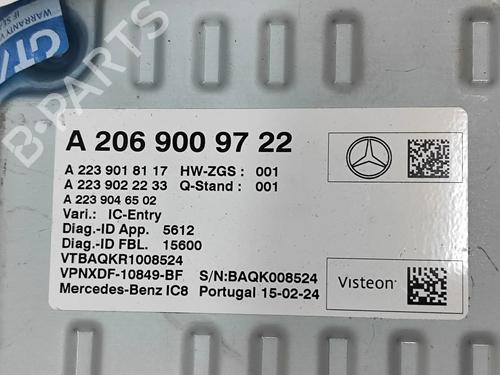 WARRANTY V
B-PARTS
A 206 900 97 22
A 223 901 81 17 HW-ZGS : 001
A 223 902 22 33 Q-Stand : 001
A 223 904 65 02
Vari.: IC-Entry
Diag.-ID App. 5612
Diag.-ID FBL. 15600
VTBAQKR1008524
VPNXDF-10849-BF S/N:BAQK008524
Mercedes-Benz IC8 Portugal 15-02-24
Visteon